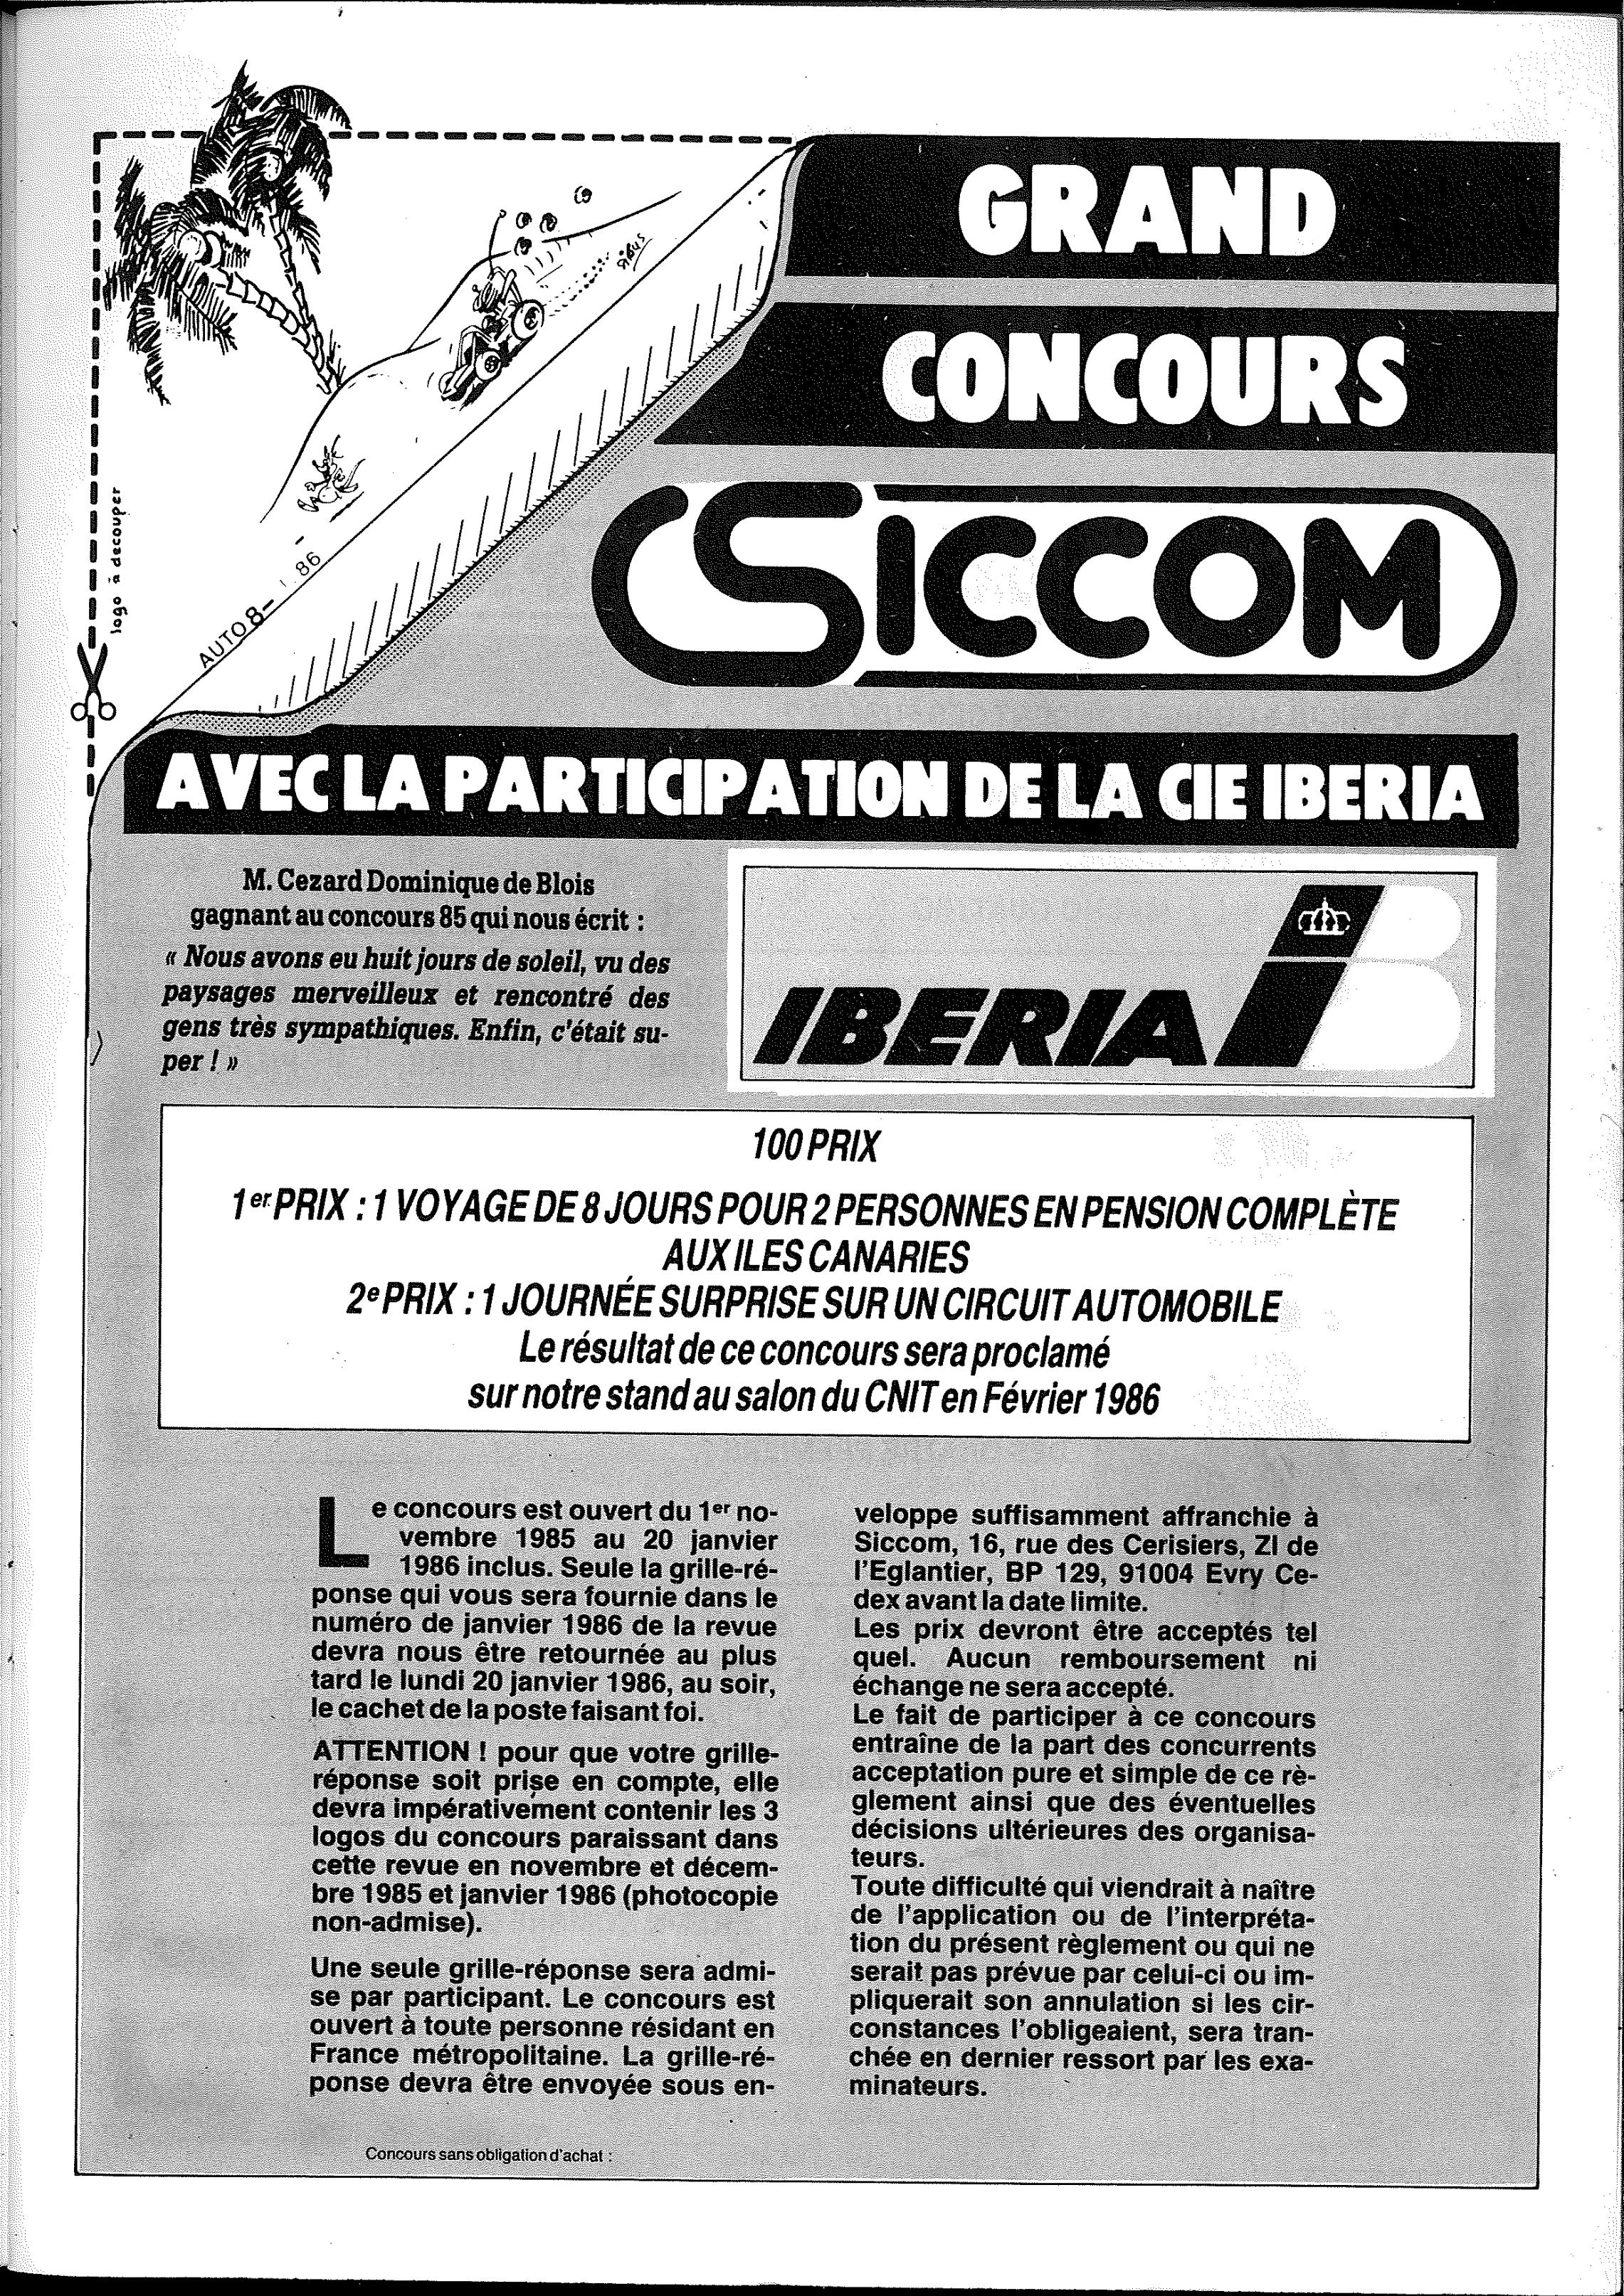 GRAND
CONCOURS
SICCOM
logo à decouper
AUTO8 - 1.86
AVEC LA PARTICIPATION DE LA CIE IBERIA
M. Cezard Dominique de Blois
gagnant au concours 85 qui nous écrit :
« Nous avons eu huit jours de soleil, vu des
paysages merveilleux et rencontré des
gens très sympathiques. Enfin, c'était su-
per ! »
IBERIA
100 PRIX
1er PRIX : 1 VOYAGE DE 8 JOURS POUR 2 PERSONNES EN PENSION COMPLÈTE
AUX ILES CANARIES
2e PRIX : 1 JOURNÉE SURPRISE SUR UN CIRCUIT AUTOMOBILE
Le résultat de ce concours sera proclamé
sur notre stand au salon du CNIT en Février 1986
Le concours est ouvert du 1er no-
vembre 1985 au 20 janvier
1986 inclus. Seule la grille-ré-
ponse qui vous sera fournie dans le
numéro de janvier 1986 de la revue
devra nous être retournée au plus
tard le lundi 20 janvier 1986, au soir,
le cachet de la poste faisant foi.
ATTENTION ! pour que votre grille-
réponse soit prise en compte, elle
devra impérativement contenir les 3
logos du concours paraissant dans
cette revue en novembre et décem-
bre 1985 et janvier 1986 (photocopie
non-admise).
Une seule grille-réponse sera admi-
se par participant. Le concours est
ouvert à toute personne résidant en
France métropolitaine. La grille-ré-
ponse devra être envoyée sous en-
veloppe suffisamment affranchie à
Siccom, 16, rue des Cerisiers, ZI de
l'Eglantier, BP 129, 91004 Evry Ce-
dex avant la date limite.
Les prix devront être acceptés tel
quel. Aucun remboursement ni
échange ne sera accepté.
Le fait de participer à ce concours
entraîne de la part des concurrents
acceptation pure et simple de ce rè-
glement ainsi que des éventuelles
décisions ultérieures des organisa-
teurs.
Toute difficulté qui viendrait à naître
de l'application ou de l'interpréta-
tion du présent règlement ou qui ne
serait pas prévue par celui-ci ou im-
pliquerait son annulation si les cir-
constances l'obligeaient, sera tran-
chée en dernier ressort par les exa-
minateurs.
Concours sans obligation d'achat :